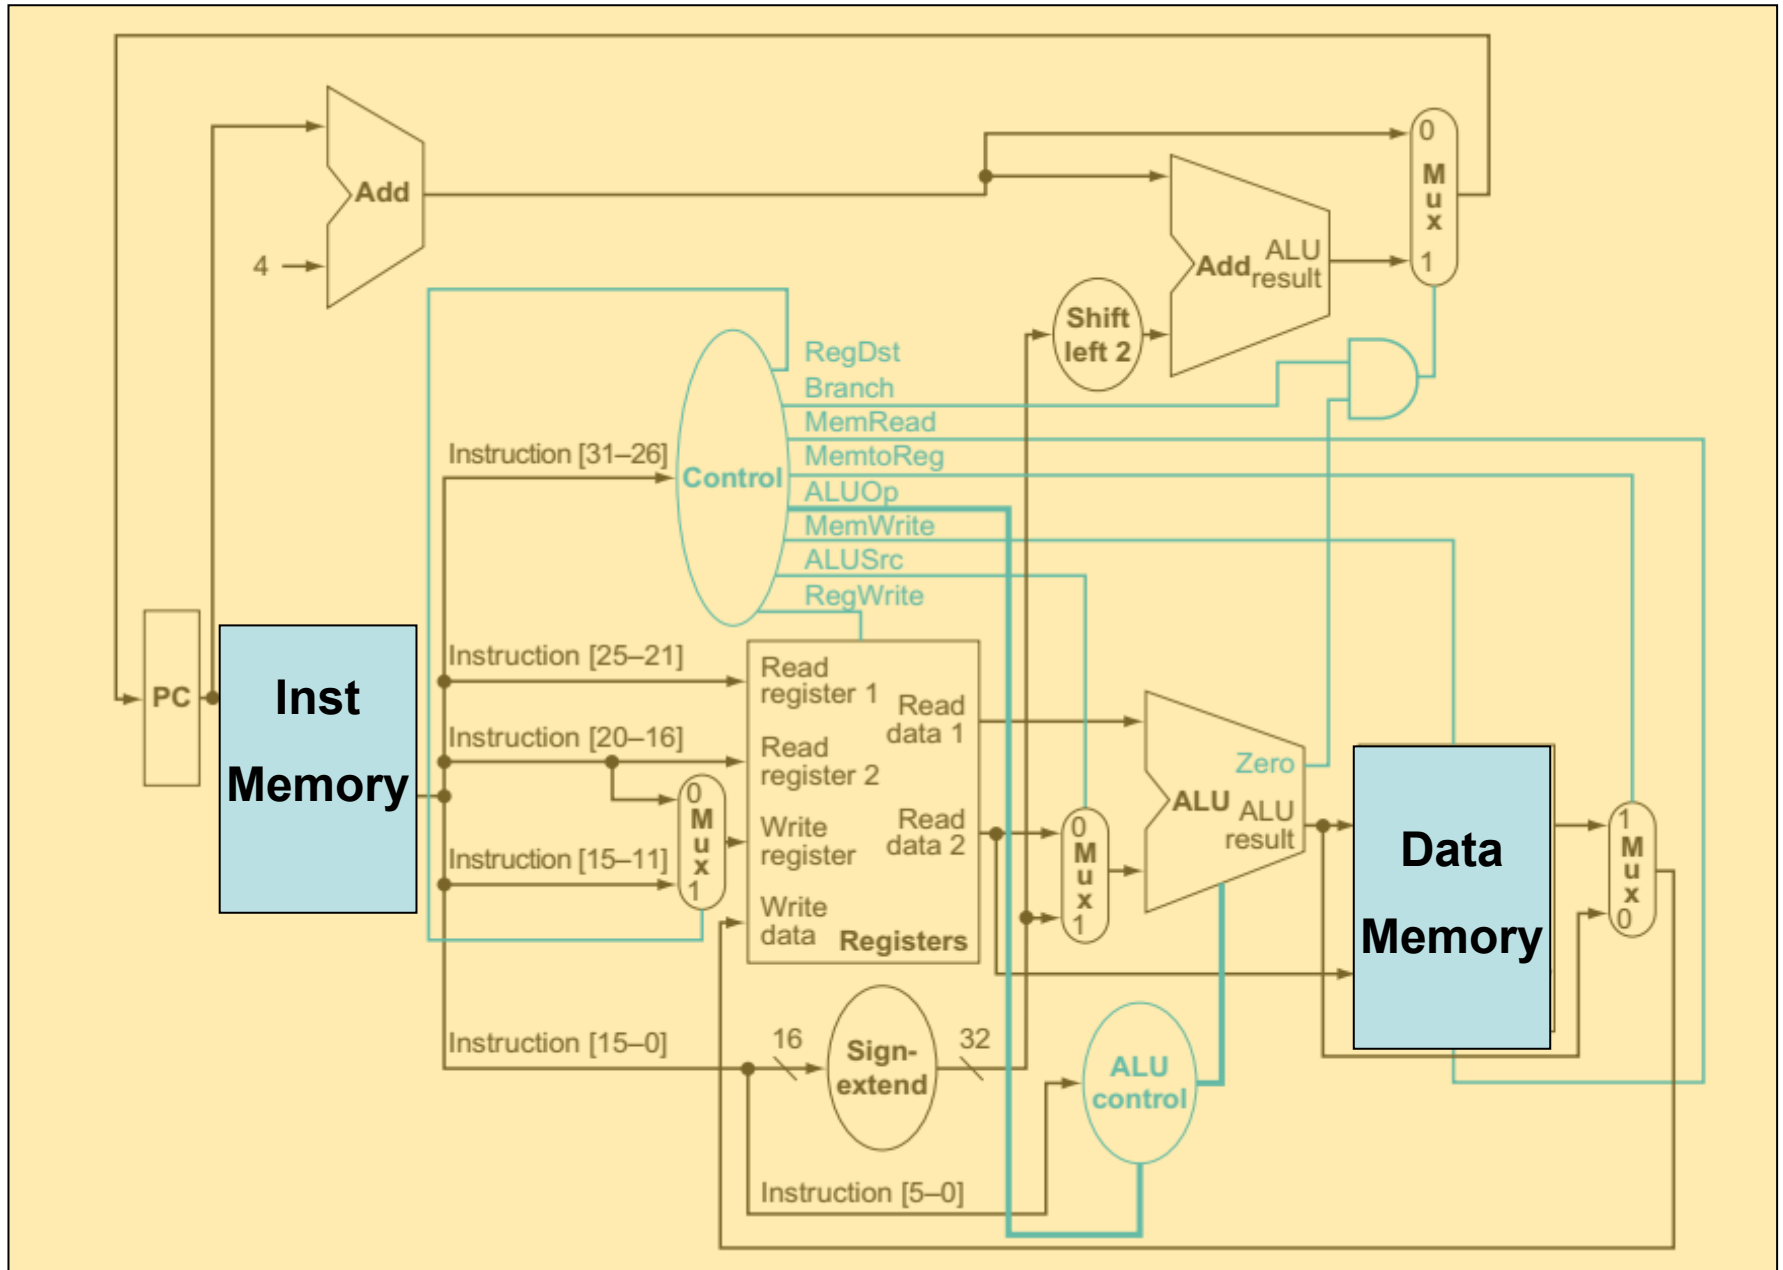 0
M
u
x
1
Add
4
Add
ALU
result
Shift
left 2
RegDst
Branch
MemRead
MemtoReg
ALUOp
MemWrite
ALUSrc
RegWrite
Instruction [31–26]
Control
PC
Inst
Memory
Instruction [25–21]
Instruction [20–16]
Instruction [15–11]
0
M
u
x
1
Read
register 1
Read
register 2
Write
register
Write
data
Read
data 1
Read
data 2
Registers
0
M
u
x
1
Zero
ALU
ALU
result
Data
Memory
1
M
u
x
0
Instruction [15–0]
16
Sign-
extend
32
ALU
control
Instruction [5–0]